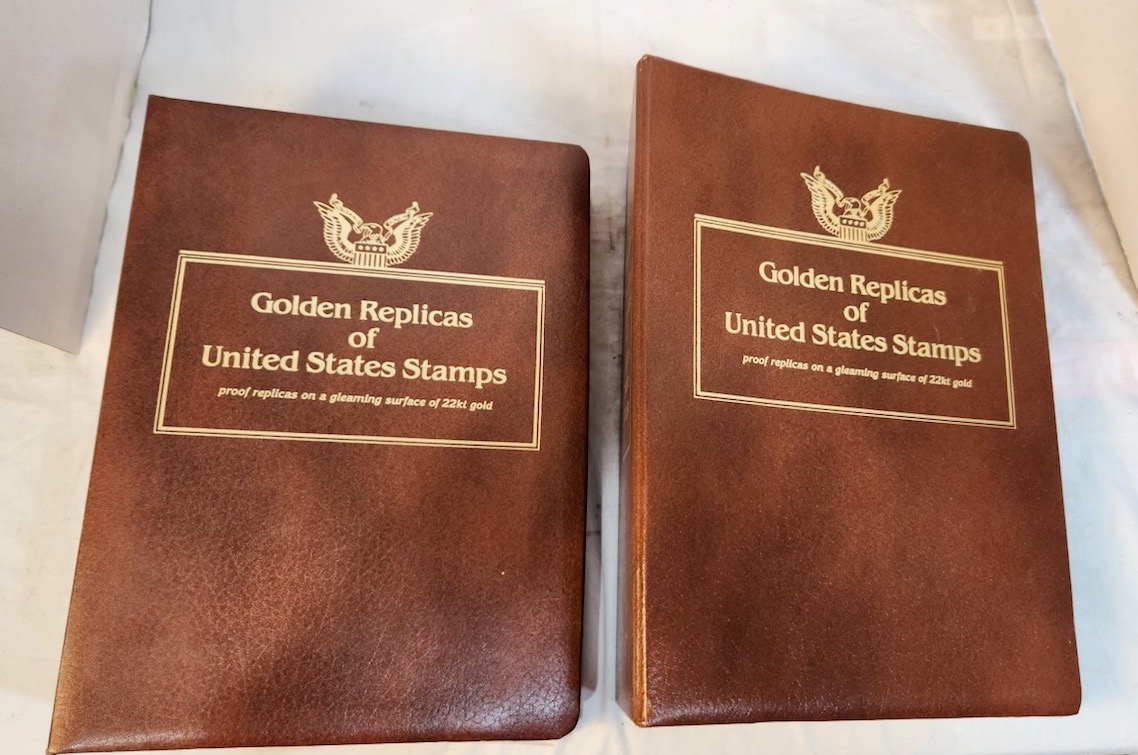 Golden Replicas
of
United States Stamps
proof replicas on a gleaming surface of 22kt gold
Golden Replicas
of
United States Stamps
proof replicas on a gleaming surface of 22kt gold